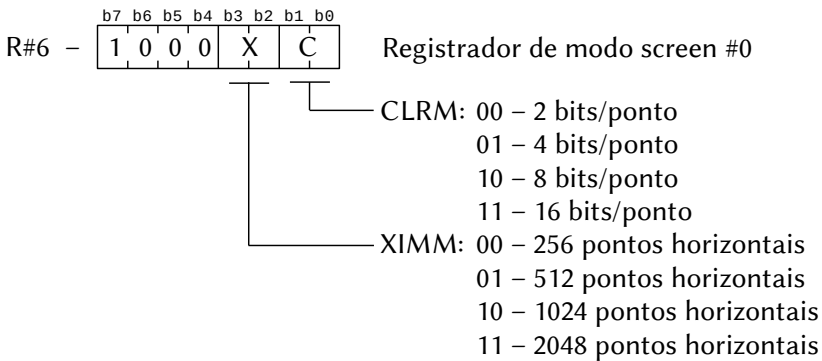 b7 b6 b5 b4 b3 b2 b1 b0
R#6 – 1 0 0 0 X C Registrador de modo screen #0
CLRM: 00 – 2 bits/ponto
01 – 4 bits/ponto
10 – 8 bits/ponto
11 – 16 bits/ponto
XIMM: 00 – 256 pontos horizontais
01 – 512 pontos horizontais
10 – 1024 pontos horizontais
11 – 2048 pontos horizontais